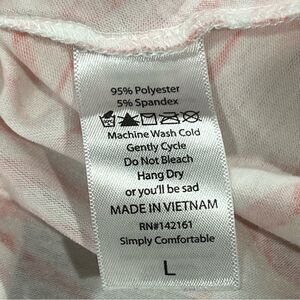 95% Polyester
5% Spandex
Machine Wash Cold
Gently Cycle
Do Not Bleach
Hang Dry
or you'll be sad
MADE IN VIETNAM
RN#142161
Simply Comfortable
L